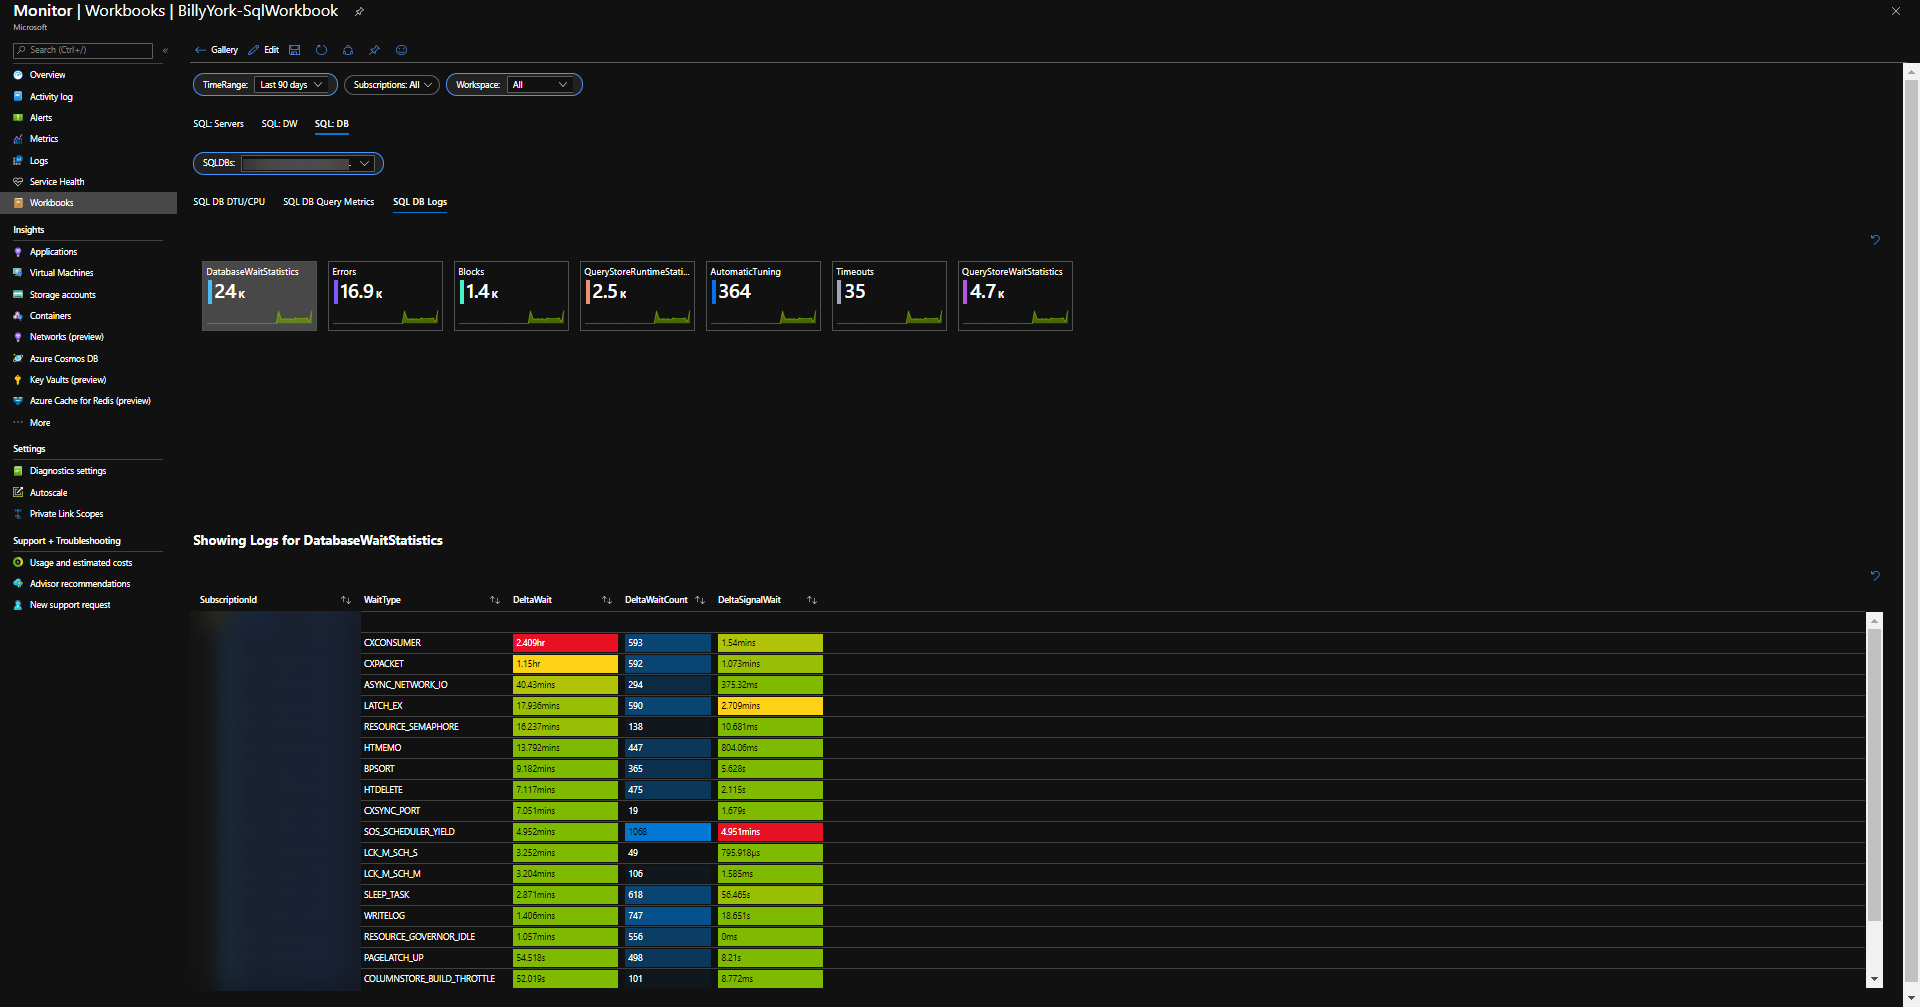 Monitor | Workbooks | BillyYork-SqlWorkbook
Microsoft
Search (Ctrl+/)
«
Gallery Edit
Overview
Activity log
Alerts
Metrics
Logs
Service Health
Workbooks
Insights
Applications
Virtual Machines
Storage accounts
Containers
Networks (preview)
Azure Cosmos DB
Key Vaults (preview)
Azure Cache for Redis (preview)
More
Settings
Diagnostics settings
Autoscale
Private Link Scopes
Support + Troubleshooting
Usage and estimated costs
Advisor recommendations
New support request
TimeRange: Last 90 days Subscriptions: All Workspace: All
SQL: Servers SQL: DW SQL: DB
SQLDBs:
SQL DB DTU/CPU SQL DB Query Metrics SQL DB Logs
DatabaseWaitStatistics
24 K
Errors
16.9 K
Blocks
1.4 K
QueryStoreRuntimeStati...
2.5 K
AutomaticTuning
364
Timeouts
35
QueryStoreWaitStatistics
4.7 K
Showing Logs for DatabaseWaitStatistics
SubscriptionId WaitType DeltaWait DeltaWaitCount DeltaSignalWait
CXCONSUMER 2.409hr 593 1.54mins
CXPACKET 1.15hr 592 1.073mins
ASYNC_NETWORK_IO 40.43mins 294 375.32ms
LATCH_EX 17.936mins 590 2.709mins
RESOURCE_SEMAPHORE 16.237mins 138 10.681ms
HTMEMO 13.792mins 447 804.06ms
BPSORT 9.182mins 365 5.628s
HTDELETE 7.117mins 475 2.115s
CXSYNC_PORT 7.051mins 19 1.679s
SOS_SCHEDULER_YIELD 4.952mins 1068 4.951mins
LCK_M_SCH_S 3.252mins 49 795.918µs
LCK_M_SCH_M 3.204mins 106 1.585ms
SLEEP_TASK 2.871mins 618 56.465s
WRITELOG 1.406mins 747 18.651s
RESOURCE_GOVERNOR_IDLE 1.057mins 556 0ms
PAGELATCH_UP 54.518s 498 8.21s
COLUMNSTORE_BUILD_THROTTLE 52.019s 101 8.772ms